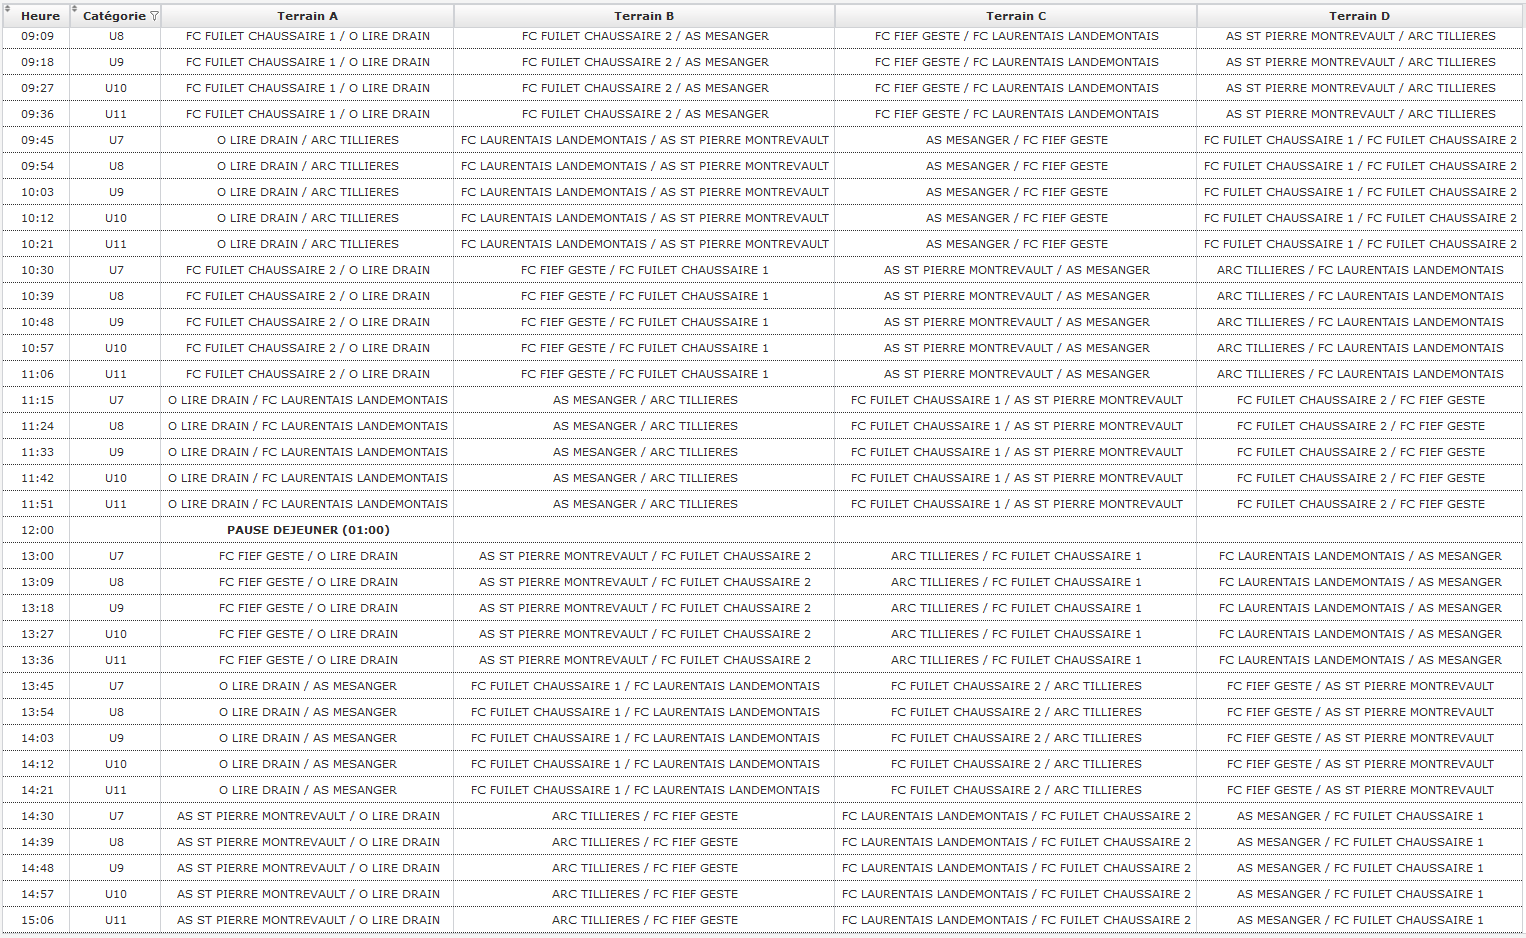 Heure Catégorie Terrain A Terrain B Terrain C Terrain D
09:09 U8 FC FUILET CHAUSSAIRE 1 / O LIRE DRAIN FC FUILET CHAUSSAIRE 2 / AS MESANGER FC FIEF GESTE / FC LAURENTAIS LANDEMONTAIS AS ST PIERRE MONTREVAULT / ARC TILLIERES
09:18 U9 FC FUILET CHAUSSAIRE 1 / O LIRE DRAIN FC FUILET CHAUSSAIRE 2 / AS MESANGER FC FIEF GESTE / FC LAURENTAIS LANDEMONTAIS AS ST PIERRE MONTREVAULT / ARC TILLIERES
09:27 U10 FC FUILET CHAUSSAIRE 1 / O LIRE DRAIN FC FUILET CHAUSSAIRE 2 / AS MESANGER FC FIEF GESTE / FC LAURENTAIS LANDEMONTAIS AS ST PIERRE MONTREVAULT / ARC TILLIERES
09:36 U11 FC FUILET CHAUSSAIRE 1 / O LIRE DRAIN FC FUILET CHAUSSAIRE 2 / AS MESANGER FC FIEF GESTE / FC LAURENTAIS LANDEMONTAIS AS ST PIERRE MONTREVAULT / ARC TILLIERES
09:45 U7 O LIRE DRAIN / ARC TILLIERES FC LAURENTAIS LANDEMONTAIS / AS ST PIERRE MONTREVAULT AS MESANGER / FC FIEF GESTE FC FUILET CHAUSSAIRE 1 / FC FUILET CHAUSSAIRE 2
09:54 U8 O LIRE DRAIN / ARC TILLIERES FC LAURENTAIS LANDEMONTAIS / AS ST PIERRE MONTREVAULT AS MESANGER / FC FIEF GESTE FC FUILET CHAUSSAIRE 1 / FC FUILET CHAUSSAIRE 2
10:03 U9 O LIRE DRAIN / ARC TILLIERES FC LAURENTAIS LANDEMONTAIS / AS ST PIERRE MONTREVAULT AS MESANGER / FC FIEF GESTE FC FUILET CHAUSSAIRE 1 / FC FUILET CHAUSSAIRE 2
10:12 U10 O LIRE DRAIN / ARC TILLIERES FC LAURENTAIS LANDEMONTAIS / AS ST PIERRE MONTREVAULT AS MESANGER / FC FIEF GESTE FC FUILET CHAUSSAIRE 1 / FC FUILET CHAUSSAIRE 2
10:21 U11 O LIRE DRAIN / ARC TILLIERES FC LAURENTAIS LANDEMONTAIS / AS ST PIERRE MONTREVAULT AS MESANGER / FC FIEF GESTE FC FUILET CHAUSSAIRE 1 / FC FUILET CHAUSSAIRE 2
10:30 U7 FC FUILET CHAUSSAIRE 2 / O LIRE DRAIN FC FIEF GESTE / FC FUILET CHAUSSAIRE 1 AS ST PIERRE MONTREVAULT / AS MESANGER ARC TILLIERES / FC LAURENTAIS LANDEMONTAIS
10:39 U8 FC FUILET CHAUSSAIRE 2 / O LIRE DRAIN FC FIEF GESTE / FC FUILET CHAUSSAIRE 1 AS ST PIERRE MONTREVAULT / AS MESANGER ARC TILLIERES / FC LAURENTAIS LANDEMONTAIS
10:48 U9 FC FUILET CHAUSSAIRE 2 / O LIRE DRAIN FC FIEF GESTE / FC FUILET CHAUSSAIRE 1 AS ST PIERRE MONTREVAULT / AS MESANGER ARC TILLIERES / FC LAURENTAIS LANDEMONTAIS
10:57 U10 FC FUILET CHAUSSAIRE 2 / O LIRE DRAIN FC FIEF GESTE / FC FUILET CHAUSSAIRE 1 AS ST PIERRE MONTREVAULT / AS MESANGER ARC TILLIERES / FC LAURENTAIS LANDEMONTAIS
11:06 U11 FC FUILET CHAUSSAIRE 2 / O LIRE DRAIN FC FIEF GESTE / FC FUILET CHAUSSAIRE 1 AS ST PIERRE MONTREVAULT / AS MESANGER ARC TILLIERES / FC LAURENTAIS LANDEMONTAIS
11:15 U7 O LIRE DRAIN / FC LAURENTAIS LANDEMONTAIS AS MESANGER / ARC TILLIERES FC FUILET CHAUSSAIRE 1 / AS ST PIERRE MONTREVAULT FC FUILET CHAUSSAIRE 2 / FC FIEF GESTE
11:24 U8 O LIRE DRAIN / FC LAURENTAIS LANDEMONTAIS AS MESANGER / ARC TILLIERES FC FUILET CHAUSSAIRE 1 / AS ST PIERRE MONTREVAULT FC FUILET CHAUSSAIRE 2 / FC FIEF GESTE
11:33 U9 O LIRE DRAIN / FC LAURENTAIS LANDEMONTAIS AS MESANGER / ARC TILLIERES FC FUILET CHAUSSAIRE 1 / AS ST PIERRE MONTREVAULT FC FUILET CHAUSSAIRE 2 / FC FIEF GESTE
11:42 U10 O LIRE DRAIN / FC LAURENTAIS LANDEMONTAIS AS MESANGER / ARC TILLIERES FC FUILET CHAUSSAIRE 1 / AS ST PIERRE MONTREVAULT FC FUILET CHAUSSAIRE 2 / FC FIEF GESTE
11:51 U11 O LIRE DRAIN / FC LAURENTAIS LANDEMONTAIS AS MESANGER / ARC TILLIERES FC FUILET CHAUSSAIRE 1 / AS ST PIERRE MONTREVAULT FC FUILET CHAUSSAIRE 2 / FC FIEF GESTE
12:00 PAUSE DEJEUNER (01:00)
13:00 U7 FC FIEF GESTE / O LIRE DRAIN AS ST PIERRE MONTREVAULT / FC FUILET CHAUSSAIRE 2 ARC TILLIERES / FC FUILET CHAUSSAIRE 1 FC LAURENTAIS LANDEMONTAIS / AS MESANGER
13:09 U8 FC FIEF GESTE / O LIRE DRAIN AS ST PIERRE MONTREVAULT / FC FUILET CHAUSSAIRE 2 ARC TILLIERES / FC FUILET CHAUSSAIRE 1 FC LAURENTAIS LANDEMONTAIS / AS MESANGER
13:18 U9 FC FIEF GESTE / O LIRE DRAIN AS ST PIERRE MONTREVAULT / FC FUILET CHAUSSAIRE 2 ARC TILLIERES / FC FUILET CHAUSSAIRE 1 FC LAURENTAIS LANDEMONTAIS / AS MESANGER
13:27 U10 FC FIEF GESTE / O LIRE DRAIN AS ST PIERRE MONTREVAULT / FC FUILET CHAUSSAIRE 2 ARC TILLIERES / FC FUILET CHAUSSAIRE 1 FC LAURENTAIS LANDEMONTAIS / AS MESANGER
13:36 U11 FC FIEF GESTE / O LIRE DRAIN AS ST PIERRE MONTREVAULT / FC FUILET CHAUSSAIRE 2 ARC TILLIERES / FC FUILET CHAUSSAIRE 1 FC LAURENTAIS LANDEMONTAIS / AS MESANGER
13:45 U7 O LIRE DRAIN / AS MESANGER FC FUILET CHAUSSAIRE 1 / FC LAURENTAIS LANDEMONTAIS FC FUILET CHAUSSAIRE 2 / ARC TILLIERES FC FIEF GESTE / AS ST PIERRE MONTREVAULT
13:54 U8 O LIRE DRAIN / AS MESANGER FC FUILET CHAUSSAIRE 1 / FC LAURENTAIS LANDEMONTAIS FC FUILET CHAUSSAIRE 2 / ARC TILLIERES FC FIEF GESTE / AS ST PIERRE MONTREVAULT
14:03 U9 O LIRE DRAIN / AS MESANGER FC FUILET CHAUSSAIRE 1 / FC LAURENTAIS LANDEMONTAIS FC FUILET CHAUSSAIRE 2 / ARC TILLIERES FC FIEF GESTE / AS ST PIERRE MONTREVAULT
14:12 U10 O LIRE DRAIN / AS MESANGER FC FUILET CHAUSSAIRE 1 / FC LAURENTAIS LANDEMONTAIS FC FUILET CHAUSSAIRE 2 / ARC TILLIERES FC FIEF GESTE / AS ST PIERRE MONTREVAULT
14:21 U11 O LIRE DRAIN / AS MESANGER FC FUILET CHAUSSAIRE 1 / FC LAURENTAIS LANDEMONTAIS FC FUILET CHAUSSAIRE 2 / ARC TILLIERES FC FIEF GESTE / AS ST PIERRE MONTREVAULT
14:30 U7 AS ST PIERRE MONTREVAULT / O LIRE DRAIN ARC TILLIERES / FC FIEF GESTE FC LAURENTAIS LANDEMONTAIS / FC FUILET CHAUSSAIRE 2 AS MESANGER / FC FUILET CHAUSSAIRE 1
14:39 U8 AS ST PIERRE MONTREVAULT / O LIRE DRAIN ARC TILLIERES / FC FIEF GESTE FC LAURENTAIS LANDEMONTAIS / FC FUILET CHAUSSAIRE 2 AS MESANGER / FC FUILET CHAUSSAIRE 1
14:48 U9 AS ST PIERRE MONTREVAULT / O LIRE DRAIN ARC TILLIERES / FC FIEF GESTE FC LAURENTAIS LANDEMONTAIS / FC FUILET CHAUSSAIRE 2 AS MESANGER / FC FUILET CHAUSSAIRE 1
14:57 U10 AS ST PIERRE MONTREVAULT / O LIRE DRAIN ARC TILLIERES / FC FIEF GESTE FC LAURENTAIS LANDEMONTAIS / FC FUILET CHAUSSAIRE 2 AS MESANGER / FC FUILET CHAUSSAIRE 1
15:06 U11 AS ST PIERRE MONTREVAULT / O LIRE DRAIN ARC TILLIERES / FC FIEF GESTE FC LAURENTAIS LANDEMONTAIS / FC FUILET CHAUSSAIRE 2 AS MESANGER / FC FUILET CHAUSSAIRE 1